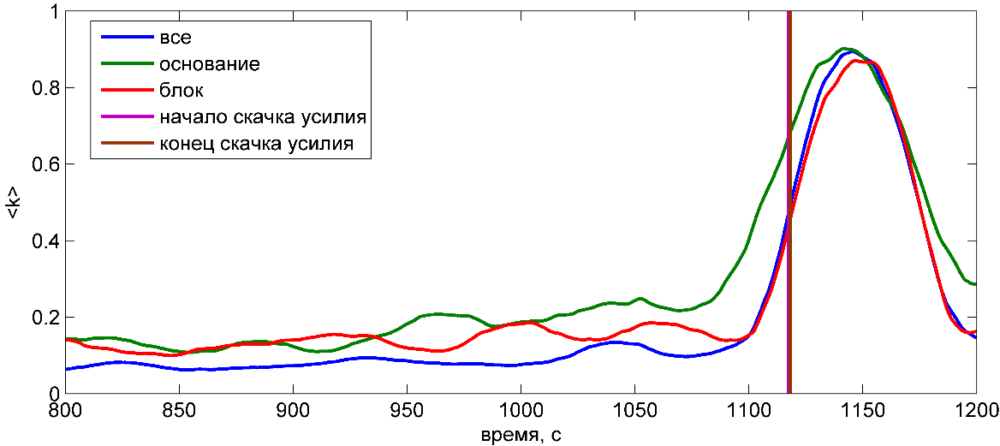 1
0.8
0.6
0.4
0.2
0
<k>
все
основание
блок
начало скачка усилия
конец скачка усилия
800 850 900 950 1000 1050 1100 1150 1200
время, с